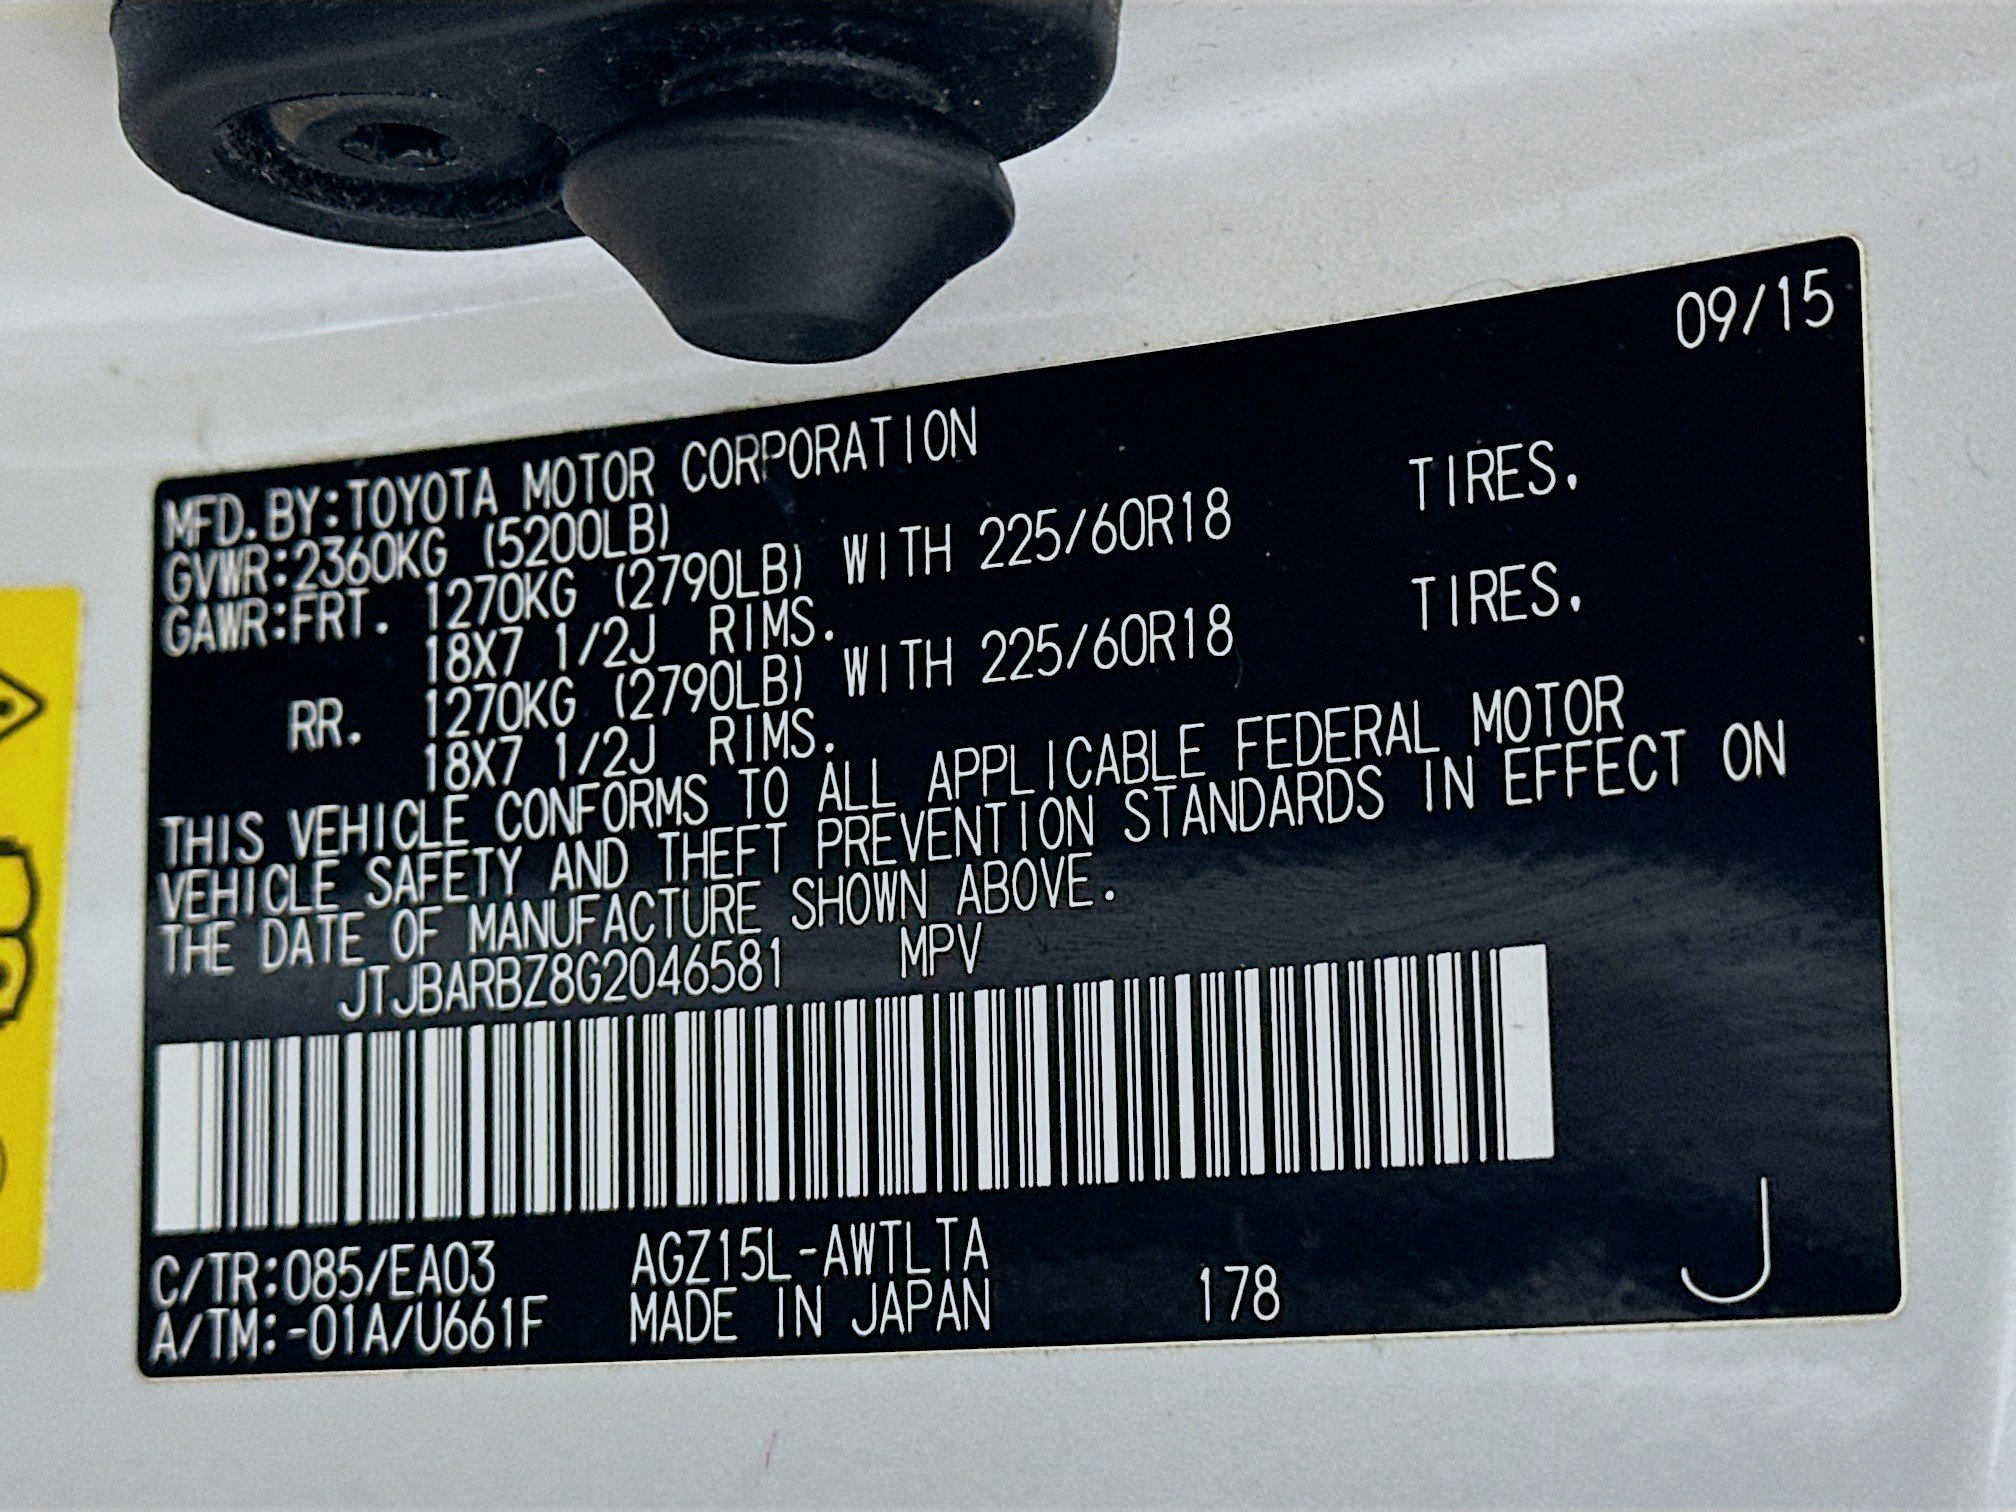 09/15
MFD.BY:TOYOTA MOTOR CORPORATION
GVWR:2360KG (5200LB)
GAWR:FRT. 1270KG (2790LB) WITH 225/60R18 TIRES.
18X7 1/2J RIMS.
RR. 1270KG (2790LB) WITH 225/60R18 TIRES.
18X7 1/2J RIMS.
THIS VEHICLE CONFORMS TO ALL APPLICABLE FEDERAL MOTOR
VEHICLE SAFETY AND THEFT PREVENTION STANDARDS IN EFFECT ON
THE DATE OF MANUFACTURE SHOWN ABOVE.
JTJBARBZ8G2046581 MPV
C/TR:085/EA03 AGZ15L-AWTLTA
A/TM:-01A/U661F MADE IN JAPAN 178 J